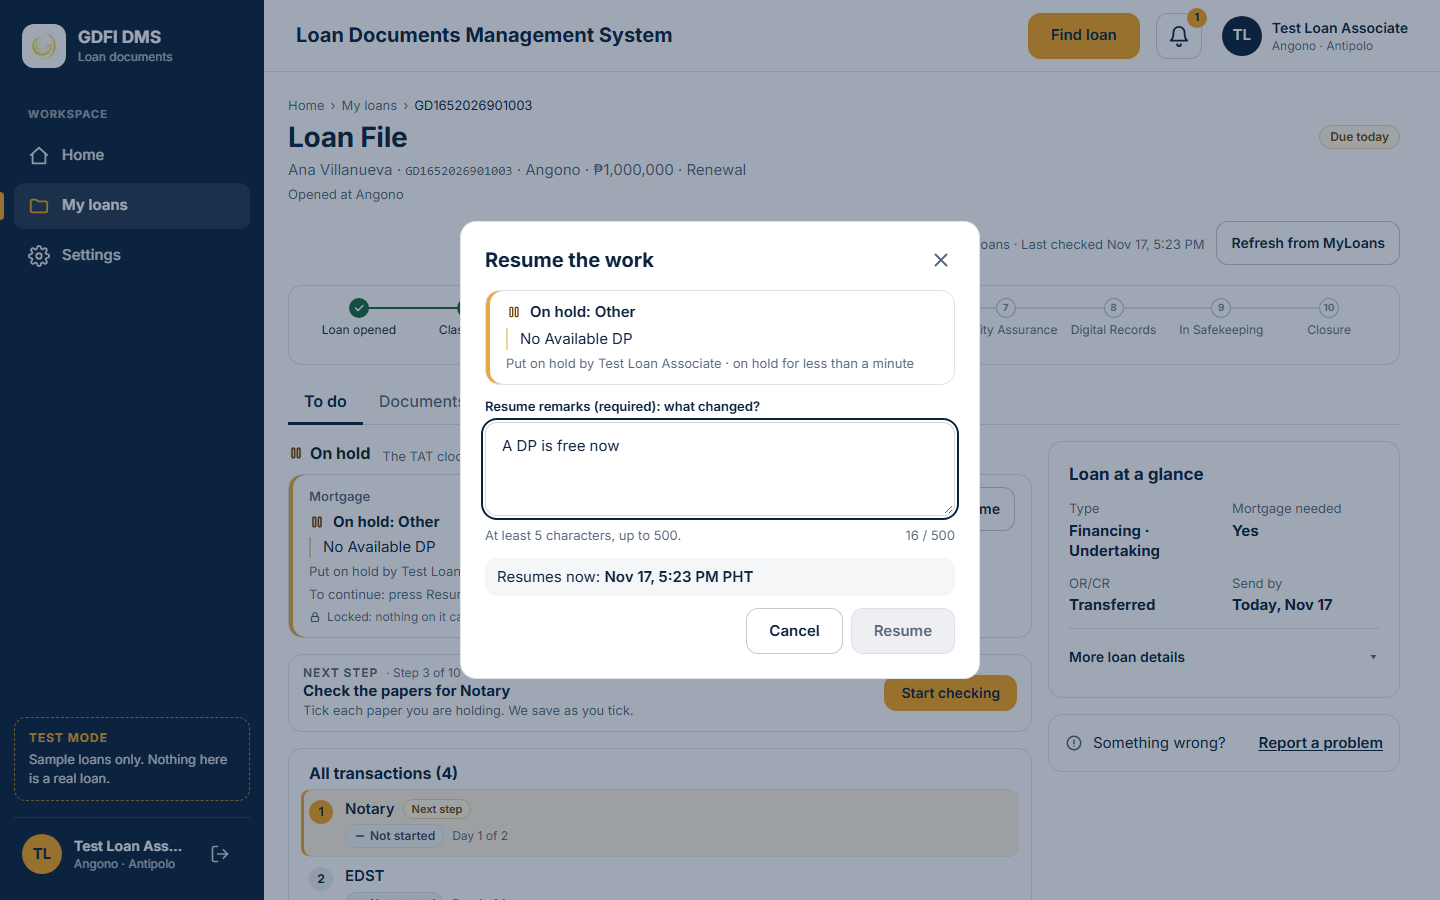 GDFI DMS
Loan documents
WORKSPACE
Home
My loans
Settings
TEST MODE
Sample loans only. Nothing here
is a real loan.
TL
Test Loan Ass...
Angono · Antipolo
Loan Documents Management System
Find loan
1
TL
Test Loan Associate
Angono · Antipolo
Home › My loans › GD1652026901003
Loan File
Due today
Ana Villanueva · GD1652026901003 · Angono · ₱1,000,000 · Renewal
Opened at Angono
oans · Last checked Nov 17, 5:23 PM
Refresh from MyLoans
Loan opened
Clas
7
ity Assurance
8
Digital Records
9
In Safekeeping
10
Closure
To do
Documents
On hold
The TAT cloc
Mortgage
On hold: Other
No Available DP
Put on hold by Test Loan
To continue: press Resu
Locked: nothing on it ca
me
NEXT STEP · Step 3 of 10
Check the papers for Notary
Tick each paper you are holding. We save as you tick.
Start checking
All transactions (4)
1
Notary
Next step
Not started
Day 1 of 2
2
EDST
Loan at a glance
Type
Financing ·
Undertaking
Mortgage needed
Yes
OR/CR
Transferred
Send by
Today, Nov 17
More loan details
Something wrong?
Report a problem
Resume the work
On hold: Other
No Available DP
Put on hold by Test Loan Associate · on hold for less than a minute
Resume remarks (required): what changed?
A DP is free now
At least 5 characters, up to 500.
16 / 500
Resumes now: Nov 17, 5:23 PM PHT
Cancel
Resume